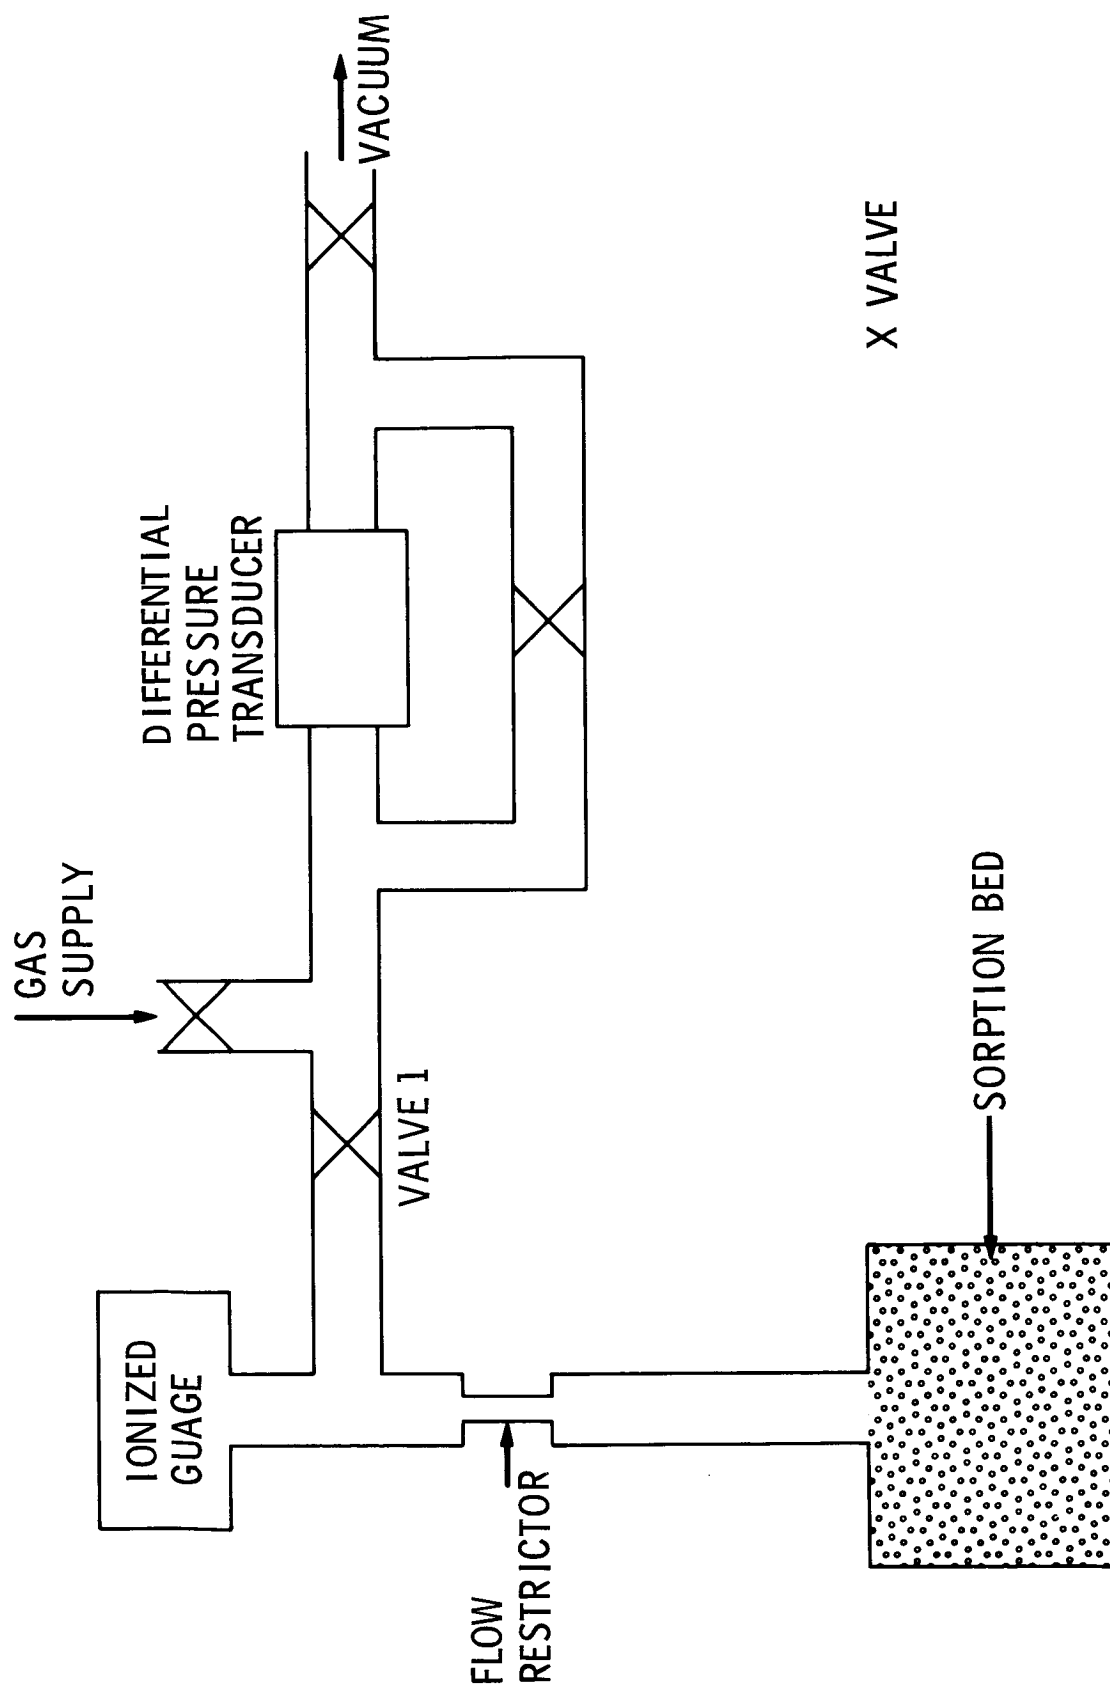 GAS
SUPPLY
IONIZED
GUAGE
DIFFERENTIAL
PRESSURE
TRANSDUCER
VACUUM
VALVE 1
FLOW
RESTRICTOR
SORPTION BED
X VALVE